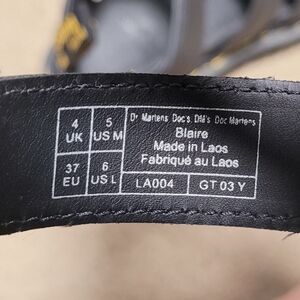 4 UK
5 US M
37 EU
6 US L
Dr Martens Doc's DM's Doc Martens
Blaire
Made in Laos
Fabriqué au Laos
LA004
GT 03 Y